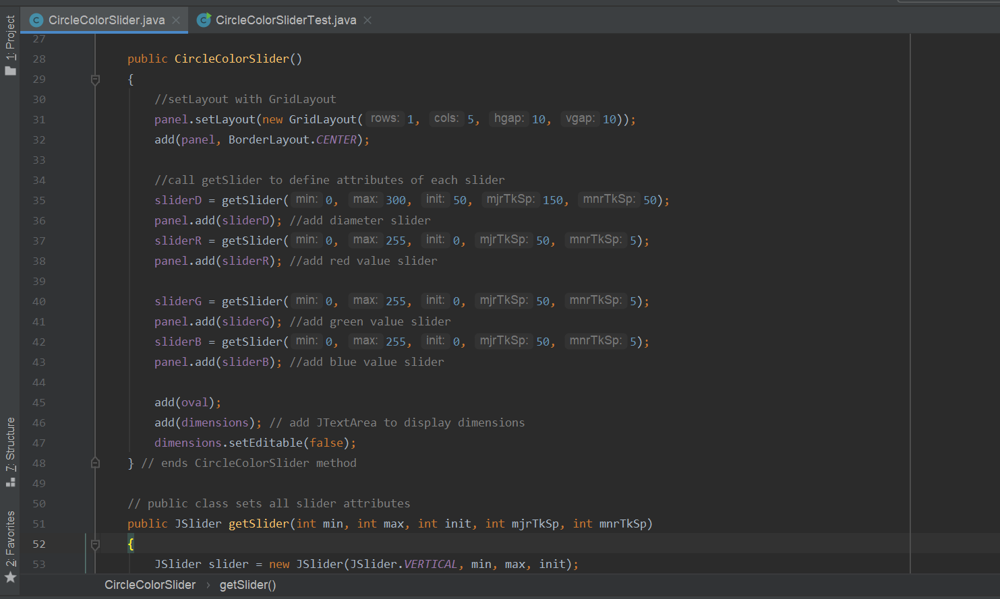 1: Project
7: Structure
2: Favorites
CircleColorSlider.java
CircleColorSliderTest.java
27
28 public CircleColorSlider()
29 {
30 //setLayout with GridLayout
31 panel.setLayout(new GridLayout( rows: 1, cols: 5, hgap: 10, vgap: 10));
32 add(panel, BorderLayout.CENTER);
33
34 //call getSlider to define attributes of each slider
35 sliderD = getSlider( min: 0, max: 300, init: 50, mjrTkSp: 150, mnrTkSp: 50);
36 panel.add(sliderD); //add diameter slider
37 sliderR = getSlider( min: 0, max: 255, init: 0, mjrTkSp: 50, mnrTkSp: 5);
38 panel.add(sliderR); //add red value slider
39
40 sliderG = getSlider( min: 0, max: 255, init: 0, mjrTkSp: 50, mnrTkSp: 5);
41 panel.add(sliderG); //add green value slider
42 sliderB = getSlider( min: 0, max: 255, init: 0, mjrTkSp: 50, mnrTkSp: 5);
43 panel.add(sliderB); //add blue value slider
44
45 add(oval);
46 add(dimensions); // add JTextArea to display dimensions
47 dimensions.setEditable(false);
48 } // ends CircleColorSlider method
49
50 // public class sets all slider attributes
51 public JSlider getSlider(int min, int max, int init, int mjrTkSp, int mnrTkSp)
52 {
53 JSlider slider = new JSlider(JSlider.VERTICAL, min, max, init);
CircleColorSlider › getSlider()